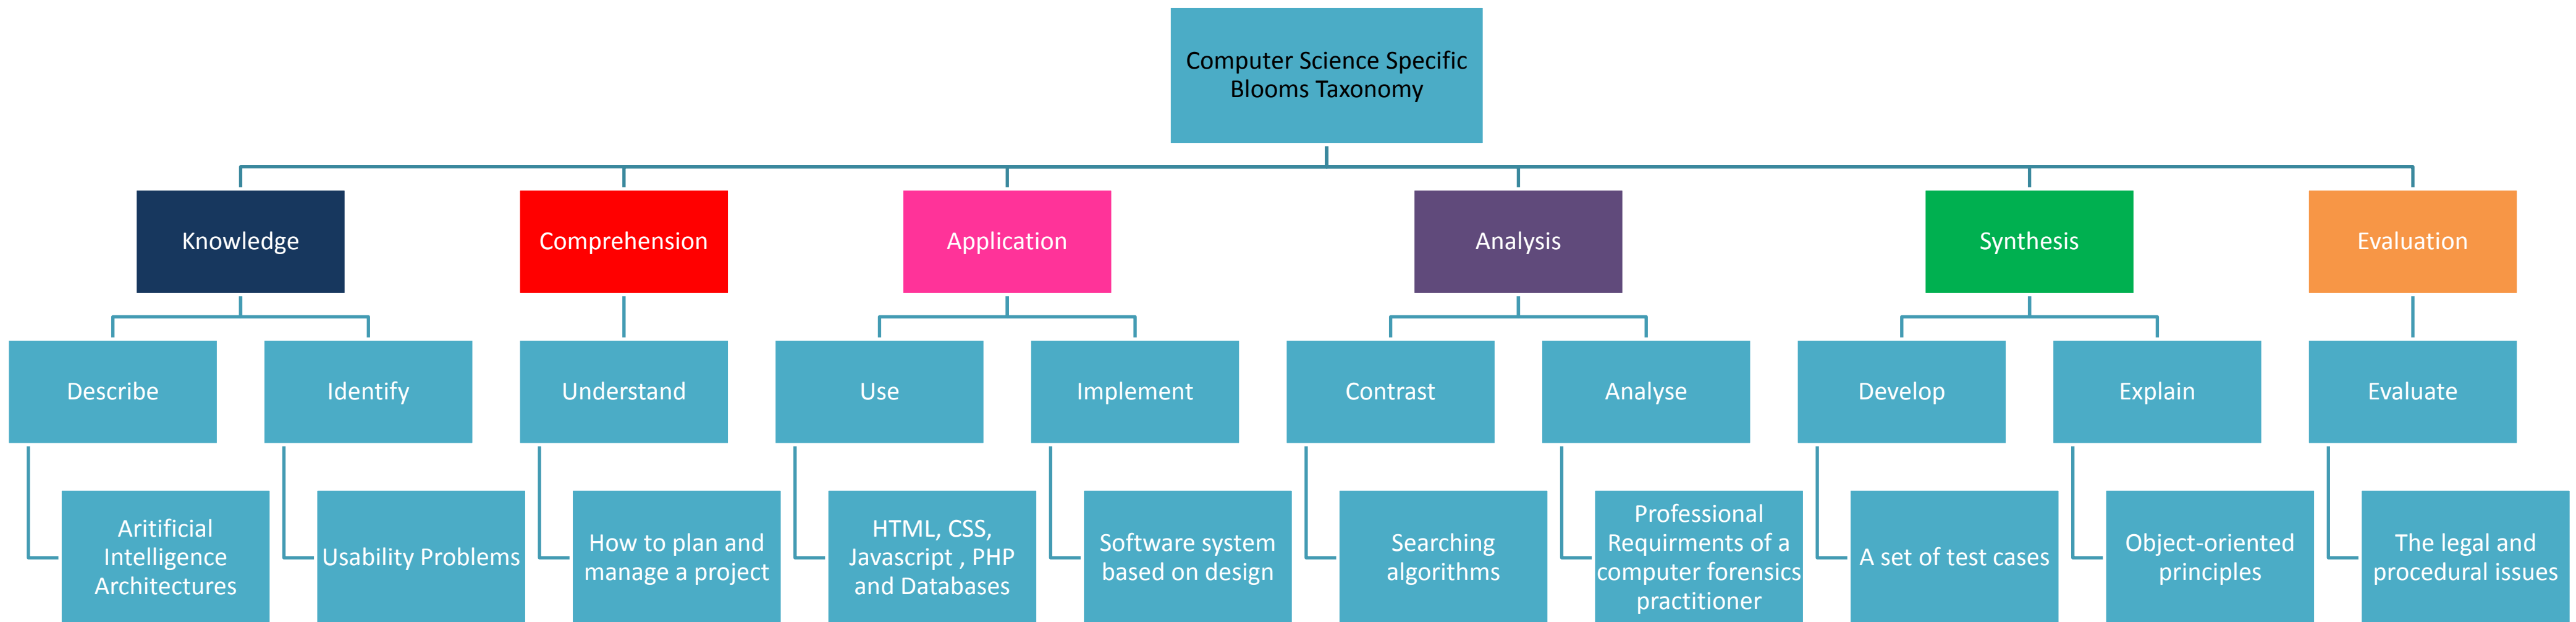 Computer Science Specific
Blooms Taxonomy
Knowledge
Comprehension
Application
Analysis
Synthesis
Evaluation
Describe
Identify
Understand
Use
Implement
Contrast
Analyse
Develop
Explain
Evaluate
Aritificial
Intelligence
Architectures
Usability Problems
How to plan and
manage a project
HTML, CSS,
Javascript , PHP
and Databases
Software system
based on design
Searching
algorithms
Professional
Requirments of a
computer forensics
practitioner
A set of test cases
Object-oriented
principles
The legal and
procedural issues